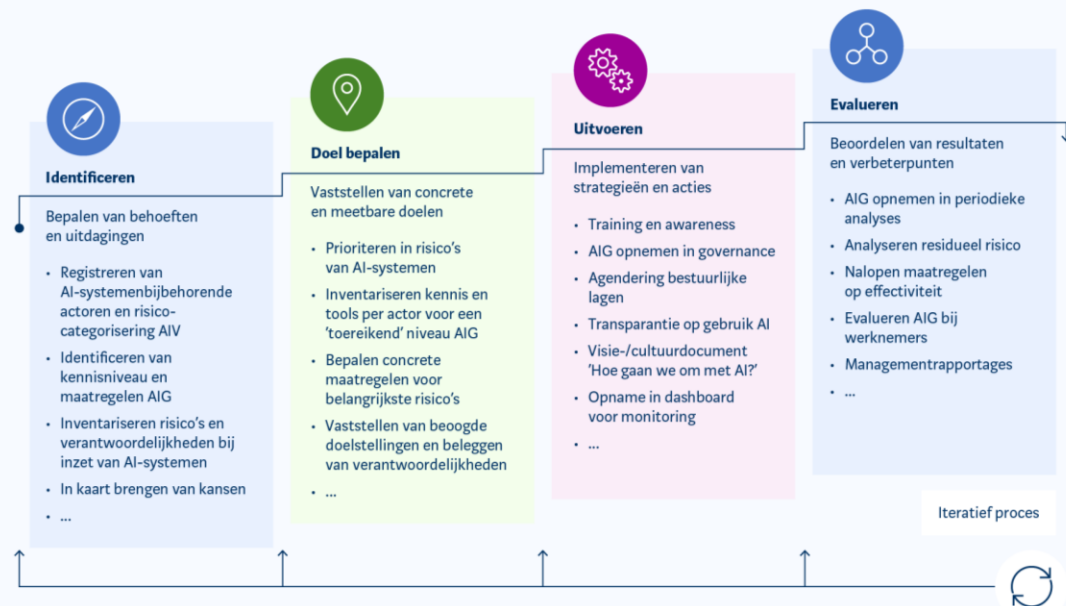 Identificeren
Bepalen van behoeften
en uitdagingen
• Registreren van
AI-systemenbijbehorende
actoren en risico-
categorisering AIV
• Identificeren van
kennisniveau en
maatregelen AIG
• Inventariseren risico's en
verantwoordelijkheden bij
inzet van AI-systemen
• In kaart brengen van kansen
• ...
Doel bepalen
Vaststellen van concrete
en meetbare doelen
• Prioriteren in risico's
van AI-systemen
• Inventariseren kennis en
tools per actor voor een
'toereikend' niveau AIG
• Bepalen concrete
maatregelen voor
belangrijkste risico's
• Vaststellen van beoogde
doelstellingen en beleggen
van verantwoordelijkheden
• ...
Uitvoeren
Implementeren van
strategieën en acties
• Training en awareness
• AIG opnemen in governance
• Agendering bestuurlijke
lagen
• Transparantie op gebruik AI
• Visie-/cultuurdocument
'Hoe gaan we om met AI?'
• Opname in dashboard
voor monitoring
• ...
Evalueren
Beoordelen van resultaten
en verbeterpunten
• AIG opnemen in periodieke
analyses
• Analyseren residueel risico
• Nalopen maatregelen
op effectiviteit
• Evalueren AIG bij
werknemers
• Managementrapportages
• ...
Iteratief proces